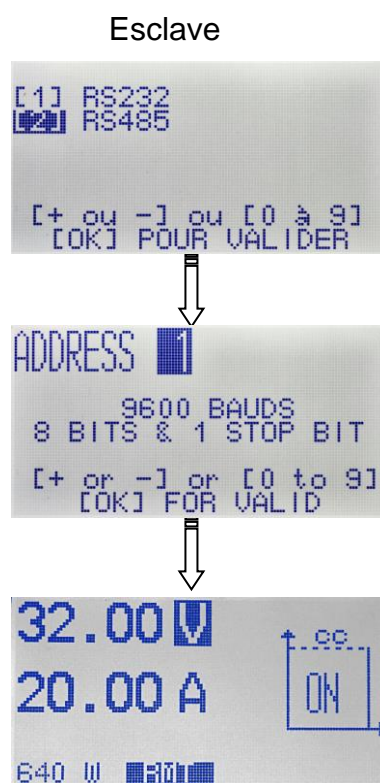 Esclave
[1] RS232
[2] RS485
[+ ou -] ou [0 à 9]
[OK] POUR VALIDER
ADDRESS 1
9600 BAUDS
8 BITS & 1 STOP BIT
[+ or -] or [0 to 9]
[OK] FOR VALID
32.00 V
cc
20.00 A
ON
640 W